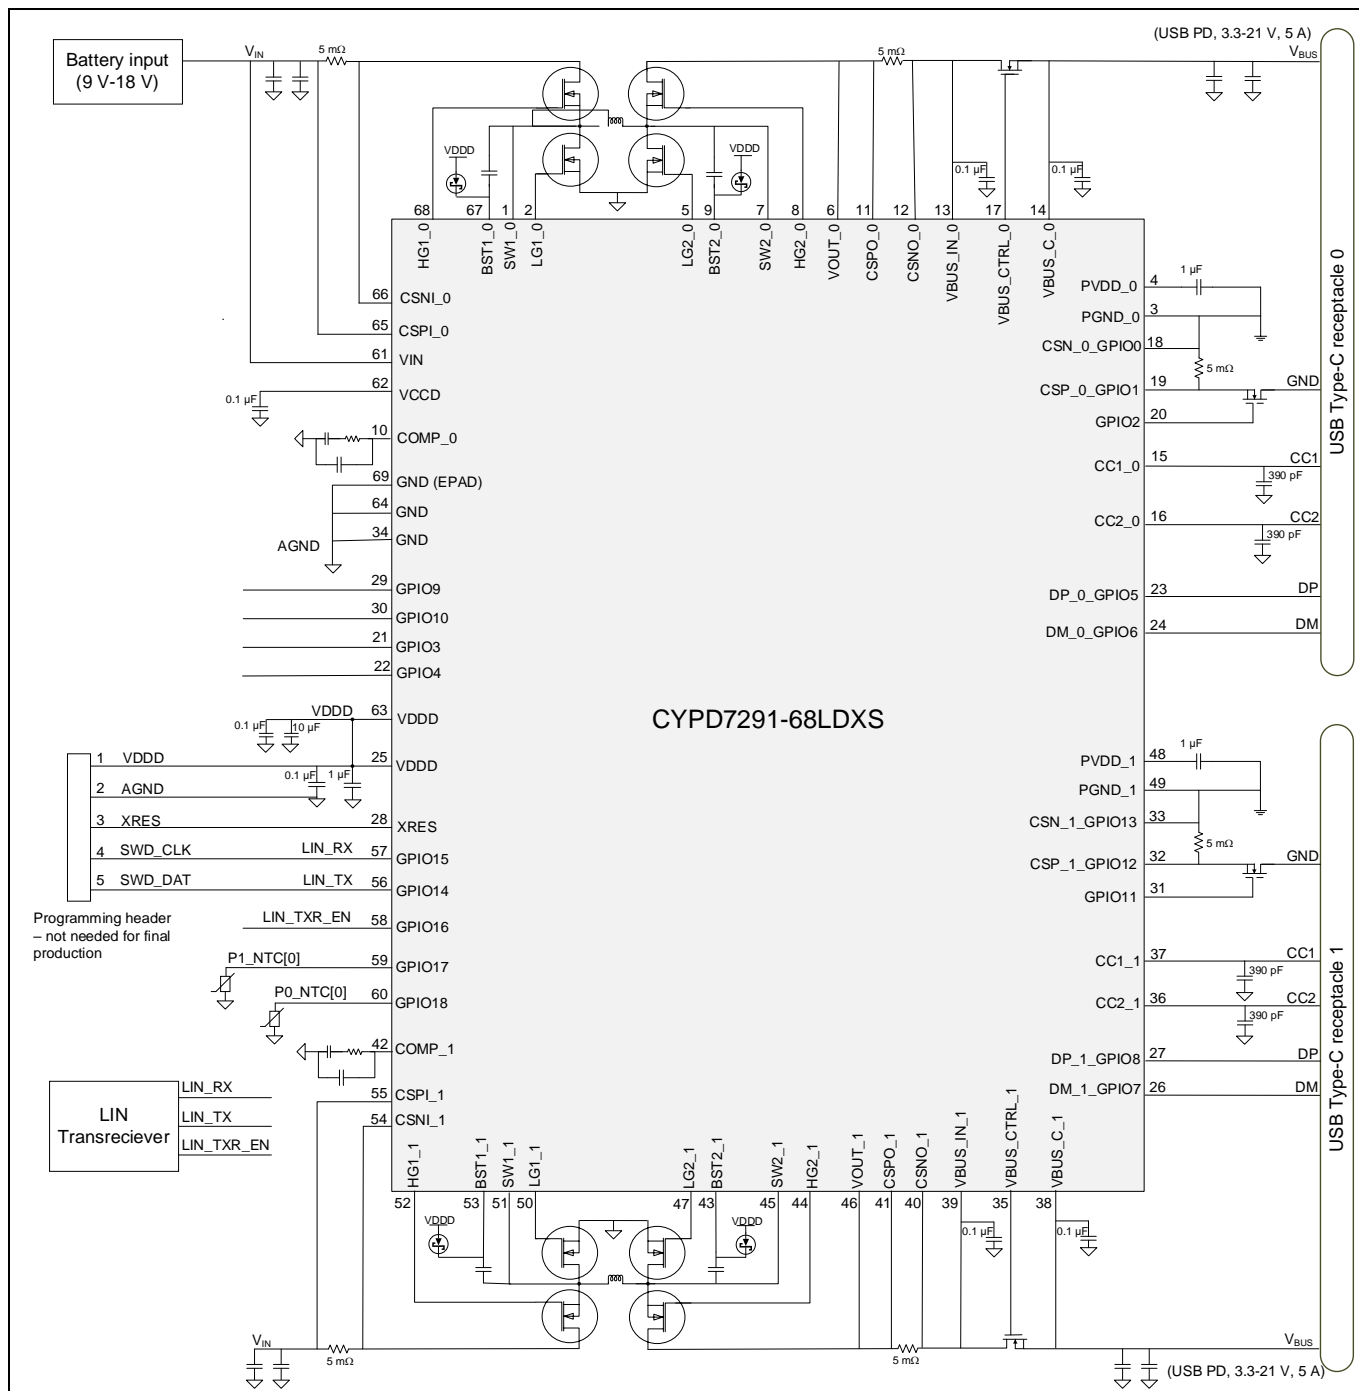 (USB PD, 3.3-21 V, 5 A)
Battery input
(9 V-18 V)
VIN
5 mΩ
5 mΩ
VBUS
VDDD
VDDD
0.1 µF
0.1 µF
68
67
1
2
5
9
7
8
6
11
12
13
17
14
HG1_0
BST1_0
SW1_0
LG1_0
LG2_0
BST2_0
SW2_0
HG2_0
VOUT_0
CSPO_0
CSNO_0
VBUS_IN_0
VBUS_CTRL_0
VBUS_C_0
66 CSNI_0
65 CSPI_0
61 VIN
62 VCCD
0.1 µF
10 COMP_0
69 GND (EPAD)
64 GND
34 GND
AGND
29 GPIO9
30 GPIO10
21 GPIO3
22 GPIO4
VDDD 63 VDDD
0.1 µF
10 µF
1 VDDD 25 VDDD
0.1 µF
1 µF
2 AGND
3 XRES 28 XRES
4 SWD_CLK LIN_RX 57 GPIO15
5 SWD_DAT LIN_TX 56 GPIO14
Programming header
– not needed for final
production
LIN_TXR_EN 58 GPIO16
P1_NTC[0] 59 GPIO17
P0_NTC[0] 60 GPIO18
42 COMP_1
55 CSPI_1
54 CSNI_1
LIN
Transreciever
LIN_RX
LIN_TX
LIN_TXR_EN
CYPD7291-68LDXS
PVDD_0 4
1 µF
PGND_0 3
CSN_0_GPIO0 18
5 mΩ
CSP_0_GPIO1 19 GND
GPIO2 20
CC1_0 15 CC1
390 pF
CC2_0 16 CC2
390 pF
DP_0_GPIO5 23 DP
DM_0_GPIO6 24 DM
USB Type-C receptacle 0
PVDD_1 48
1 µF
PGND_1 49
CSN_1_GPIO13 33
5 mΩ
CSP_1_GPIO12 32 GND
GPIO11 31
CC1_1 37 CC1
390 pF
CC2_1 36 CC2
390 pF
DP_1_GPIO8 27 DP
DM_1_GPIO7 26 DM
USB Type-C receptacle 1
HG1_1
BST1_1
SW1_1
LG1_1
LG2_1
BST2_1
SW2_1
HG2_1
VOUT_1
CSPO_1
CSNO_1
VBUS_IN_1
VBUS_CTRL_1
VBUS_C_1
52
53
51
50
47
43
45
44
46
41
40
39
35
38
VDDD
VDDD
0.1 µF
0.1 µF
VIN
5 mΩ
5 mΩ
VBUS
(USB PD, 3.3-21 V, 5 A)